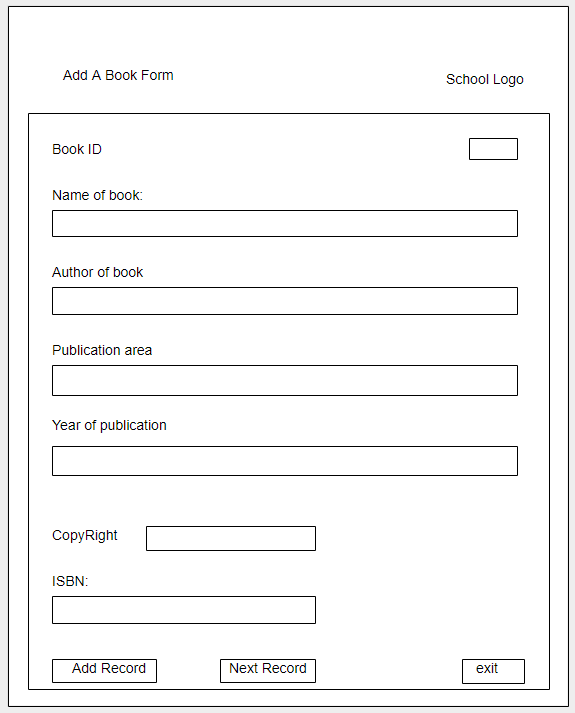 Add A Book Form
School Logo
Book ID
Name of book:
Author of book
Publication area
Year of publication
CopyRight
ISBN:
Add Record
Next Record
exit